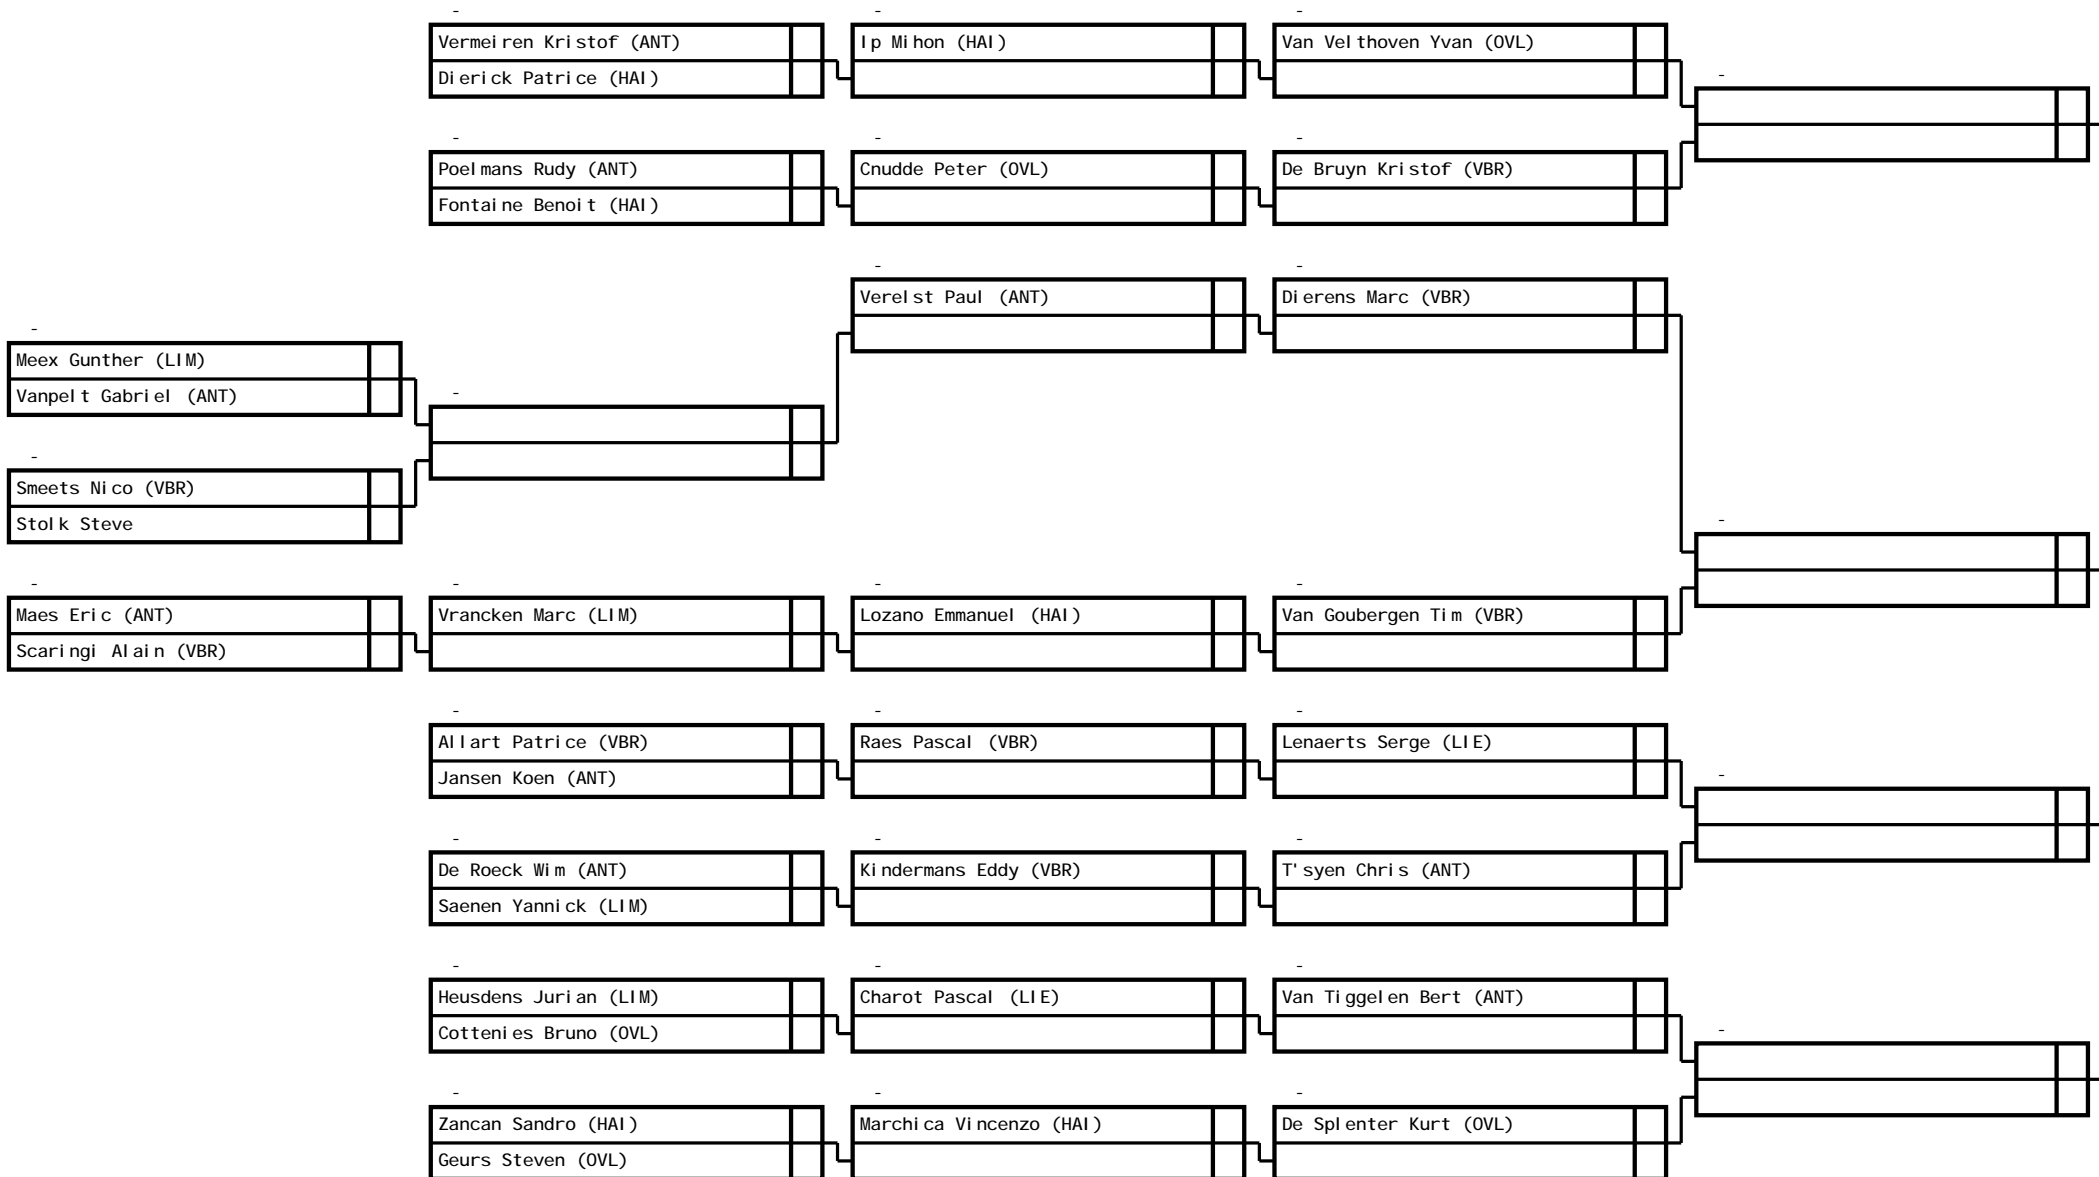 - - -
Vermeiren Kristof (ANT) Ip Mihon (HAI) Van Velthoven Yvan (OVL)
Dierick Patrice (HAI)
-
- - -
Poelmans Rudy (ANT) Cnudde Peter (OVL) De Bruyn Kristof (VBR)
Fontaine Benoit (HAI)
- -
Verelst Paul (ANT) Dierens Marc (VBR)
-
Meex Gunther (LIM)
Vanpelt Gabriel (ANT)
-
-
Smeets Nico (VBR)
Stolk Steve
-
- - - -
Maes Eric (ANT) Vrancken Marc (LIM) Lozano Emmanuel (HAI) Van Goubergen Tim (VBR)
Scaringi Alain (VBR)
- - -
Allart Patrice (VBR) Raes Pascal (VBR) Lenaerts Serge (LIE)
Jansen Koen (ANT)
-
- - -
De Roeck Wim (ANT) Kindermans Eddy (VBR) T'syen Chris (ANT)
Saenen Yannick (LIM)
- - -
Heusdens Jurian (LIM) Charot Pascal (LIE) Van Tiggelen Bert (ANT)
Cottenies Bruno (OVL)
-
- - -
Zancan Sandro (HAI) Marchica Vincenzo (HAI) De Splenter Kurt (OVL)
Geurs Steven (OVL)